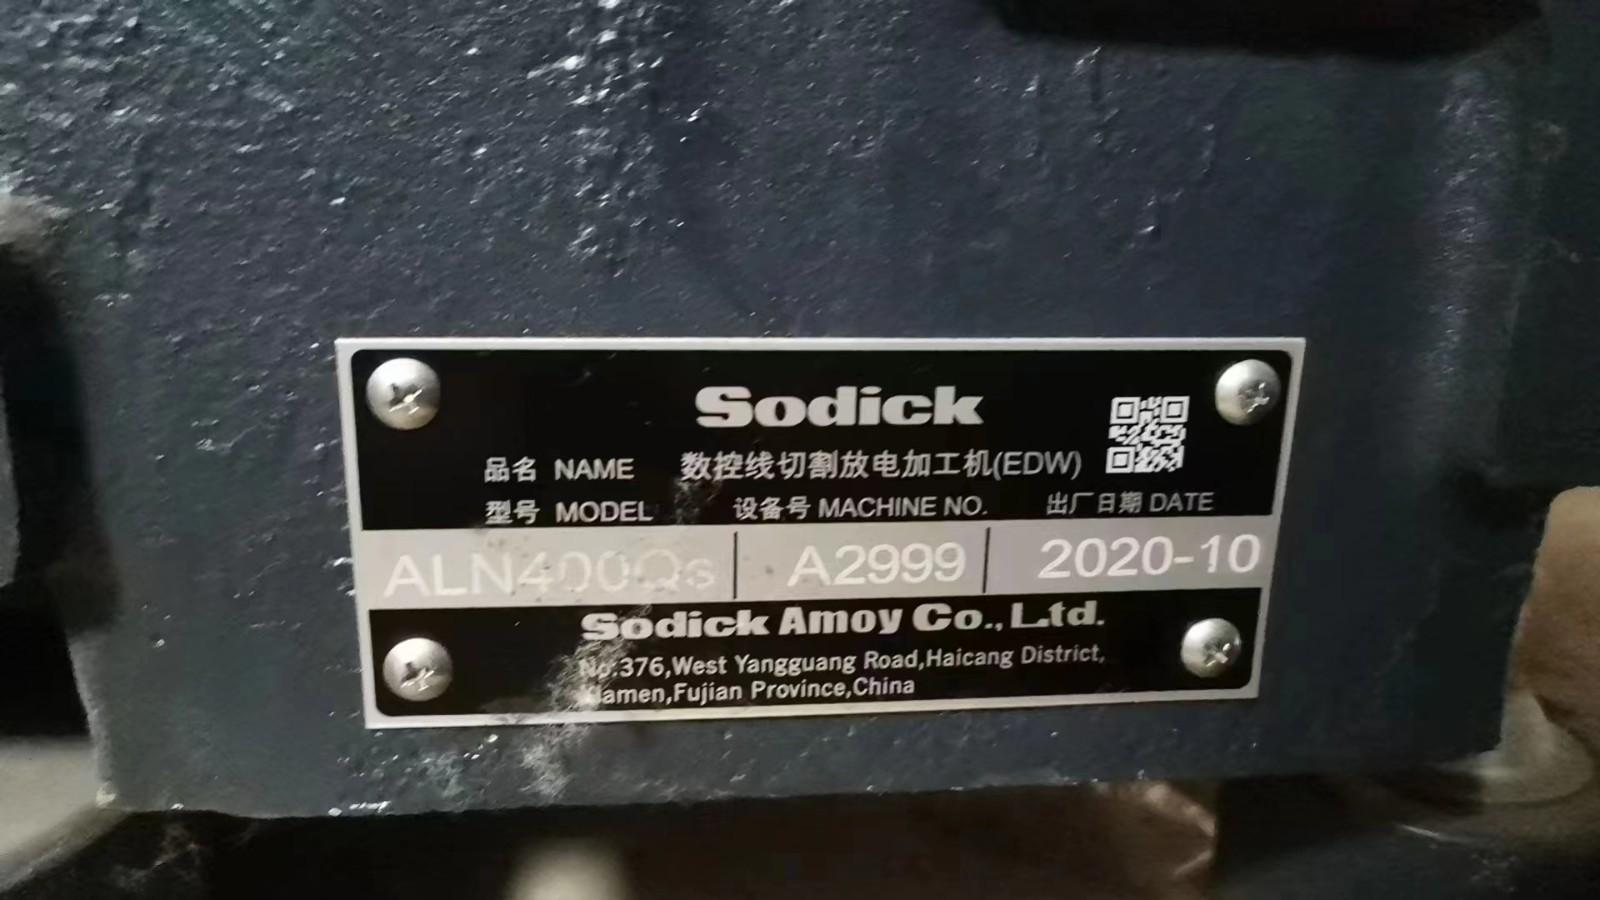 Sodick
品名 NAME 数控线切割放电加工机(EDW)
型号 MODEL 设备号 MACHINE NO. 出厂日期 DATE
ALN400Qs A2999 2020-10
Sodick Amoy Co., Ltd.
No.376,West Yangguang Road,Haicang District,
Xiamen,Fujian Province,China